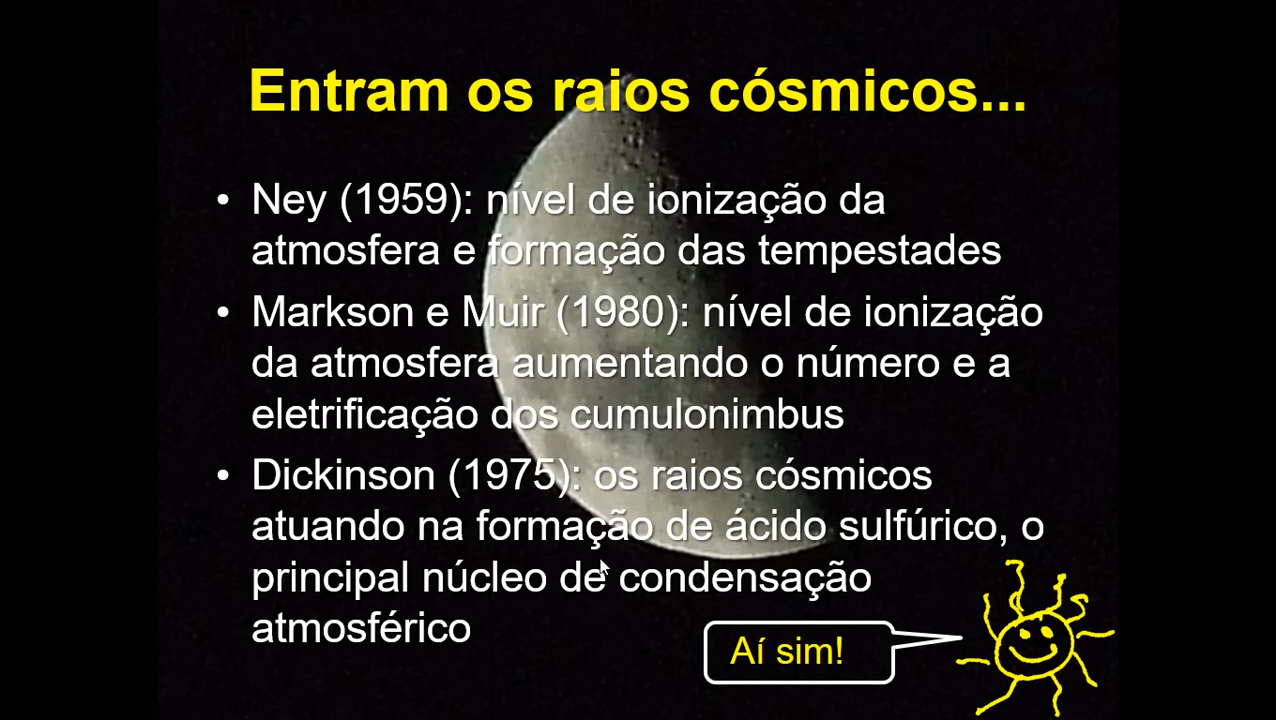 Entram os raios cósmicos...
• Ney (1959): nível de ionização da
atmosfera e formação das tempestades
• Markson e Muir (1980): nível de ionização
da atmosfera aumentando o número e a
eletrificação dos cumulonimbus
• Dickinson (1975): os raios cósmicos
atuando na formação de ácido sulfúrico, o
principal núcleo de condensação
atmosférico
Aí sim!